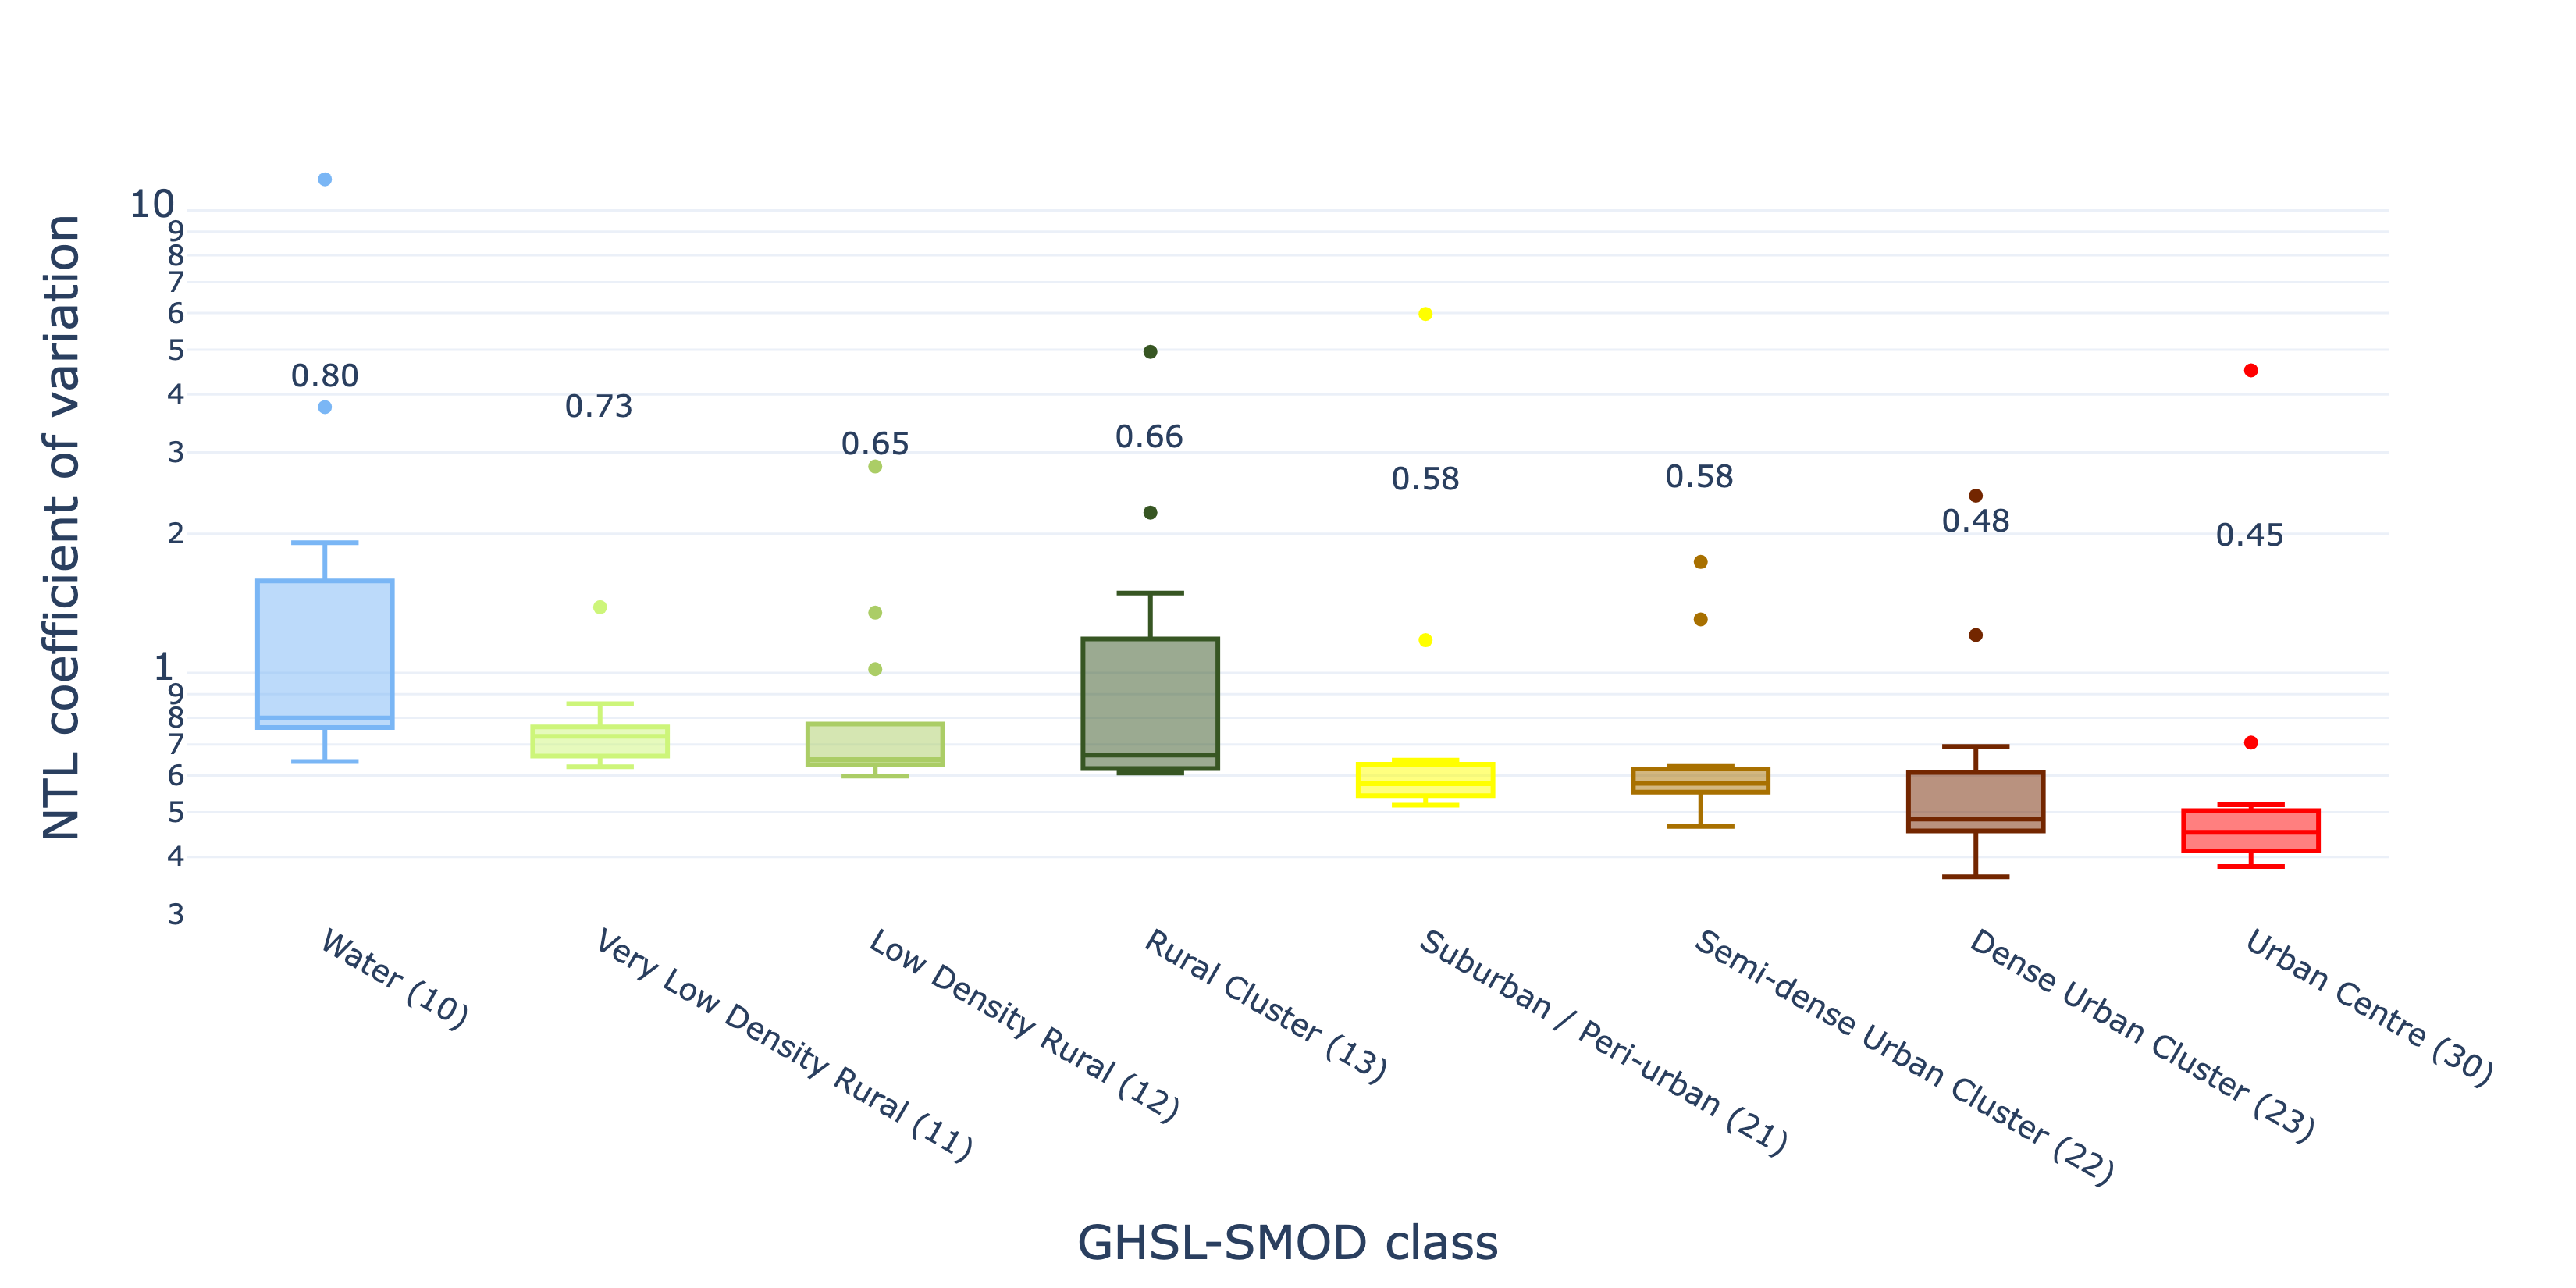 NTL coefficient of variation
10
9
8
7
6
5
4
3
2
1
9
8
7
6
5
4
3
0.80
0.73
0.65
0.66
0.58
0.58
0.48
0.45
Water (10)
Very Low Density Rural (11)
Low Density Rural (12)
Rural Cluster (13)
Suburban / Peri-urban (21)
Semi-dense Urban Cluster (22)
Dense Urban Cluster (23)
Urban Centre (30)
GHSL-SMOD class